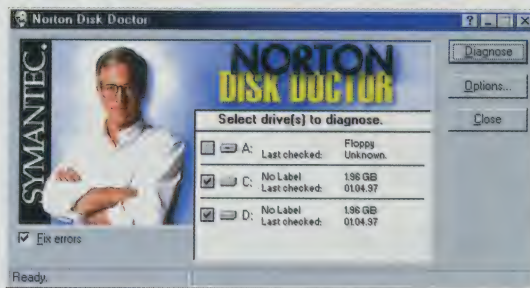 Norton Disk Doctor
SYMANTEC.
NORTON
DISK DOCTOR
Select drive(s) to diagnose.
A: Floppy
Last checked: Unknown.
C: No Label 1.96 GB
Last checked: 01.04.97
D: No Label 1.96 GB
Last checked: 01.04.97
Fix errors
Diagnose
Options...
Close
Ready.